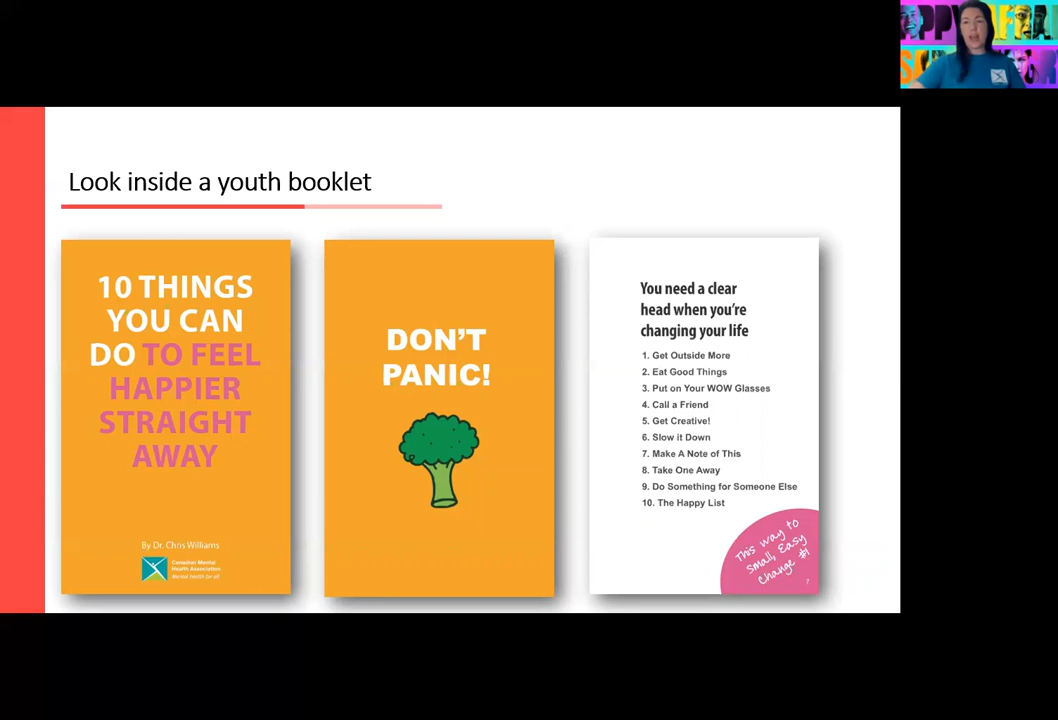 Look inside a youth booklet
10 THINGS
YOU CAN
DO TO FEEL
HAPPIER
STRAIGHT
AWAY
By Dr. Chris Williams
Canadian Mental
Health Association
Mental health for all
DON'T
PANIC!
You need a clear
head when you're
changing your life
1. Get Outside More
2. Eat Good Things
3. Put on Your WOW Glasses
4. Call a Friend
5. Get Creative!
6. Slow it Down
7. Make A Note of This
8. Take One Away
9. Do Something for Someone Else
10. The Happy List
This way to
Small, Easy
Change #1
7